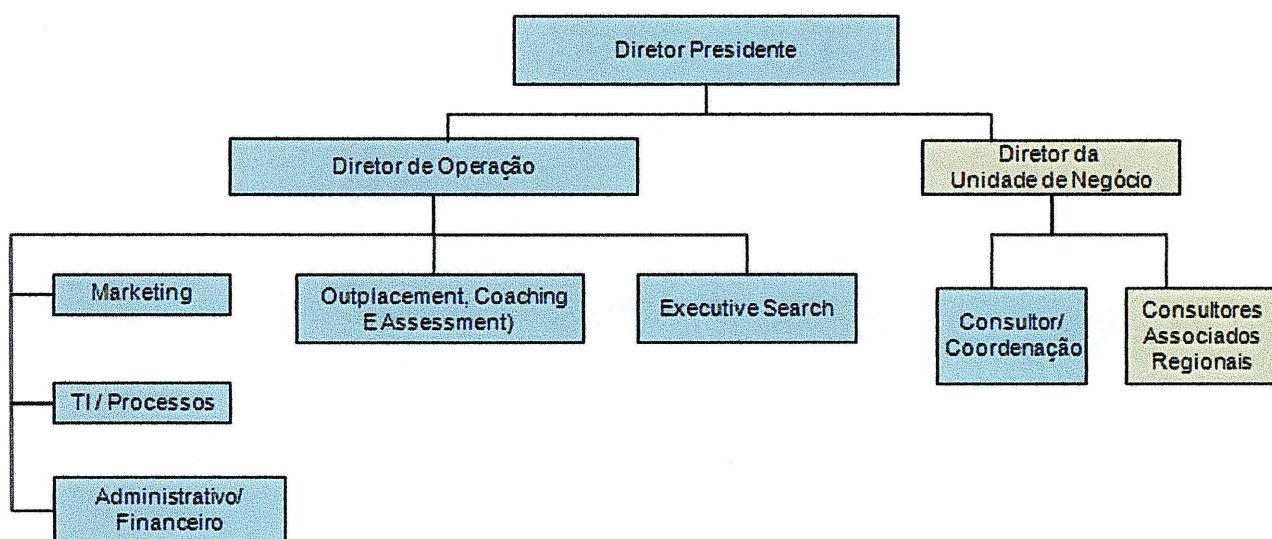 Diretor Presidente
Diretor de Operação
Diretor da
Unidade de Negócio
Marketing
Outplacement, Coaching
E Assessment)
Executive Search
Consultor/
Coordenação
Consultores
Associados
Regionais
TI / Processos
Administrativo/
Financeiro